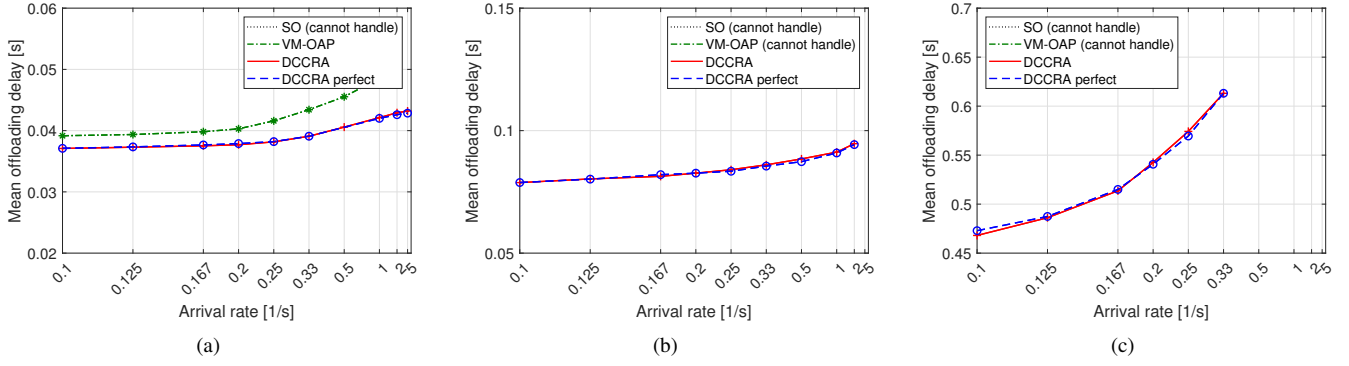 0.06
0.05
0.04
0.03
0.02
Mean offloading delay [s]
SO (cannot handle)
VM-OAP
DCCRA
DCCRA perfect
0.1
0.125
0.167
0.2
0.25
0.33
0.5
1
2
5
Arrival rate [1/s]
(a)
0.15
0.1
0.05
Mean offloading delay [s]
SO (cannot handle)
VM-OAP (cannot handle)
DCCRA
DCCRA perfect
0.1
0.125
0.167
0.2
0.25
0.33
0.5
1
2
5
Arrival rate [1/s]
(b)
0.7
0.65
0.6
0.55
0.5
0.45
Mean offloading delay [s]
SO (cannot handle)
VM-OAP (cannot handle)
DCCRA
DCCRA perfect
0.1
0.125
0.167
0.2
0.25
0.33
0.5
1
2
5
Arrival rate [1/s]
(c)